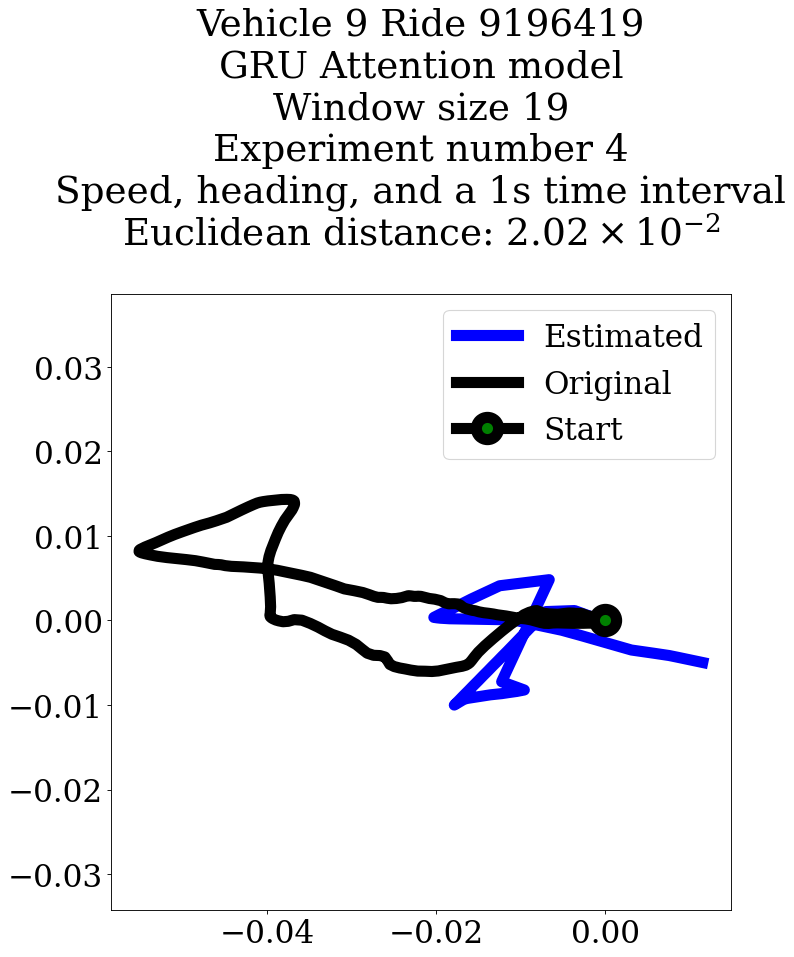 Vehicle 9 Ride 9196419
GRU Attention model
Window size 19
Experiment number 4
Speed, heading, and a 1s time interval
Euclidean distance: 2.02 × 10⁻²
Estimated
Original
Start
0.03
0.02
0.01
0.00
−0.01
−0.02
−0.03
−0.04
−0.02
0.00